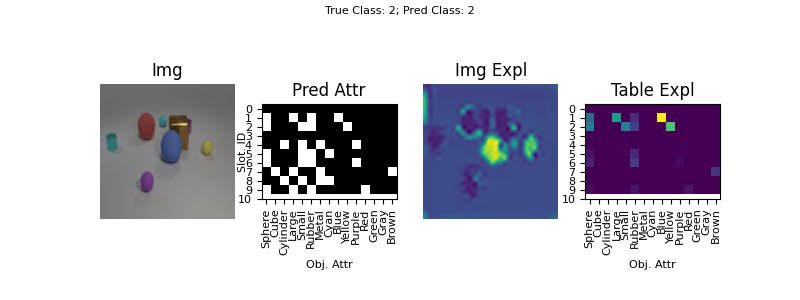 True Class: 2; Pred Class: 2
Img
Pred Attr
Img Expl
Table Expl
Slot. ID
0
1
2
3
4
5
6
7
8
9
10
Sphere
Cube
Cylinder
Large
Small
Rubber
Metal
Cyan
Blue
Yellow
Purple
Red
Green
Gray
Brown
Obj. Attr
0
1
2
3
4
5
6
7
8
9
10
Sphere
Cube
Cylinder
Large
Small
Rubber
Metal
Cyan
Blue
Yellow
Purple
Red
Green
Gray
Brown
Obj. Attr